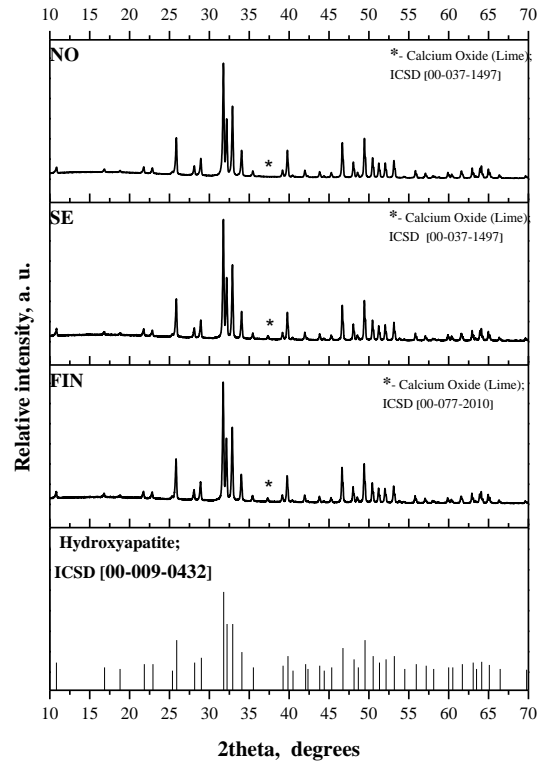 10 15 20 25 30 35 40 45 50 55 60 65 70
NO
*- Calcium Oxide (Lime);
ICSD [00-037-1497]
*
SE
*- Calcium Oxide (Lime);
ICSD [00-037-1497]
*
FIN
*- Calcium Oxide (Lime);
ICSD [00-077-2010]
*
Hydroxyapatite;
ICSD [00-009-0432]
Relative intensity, a. u.
10 15 20 25 30 35 40 45 50 55 60 65 70
2theta, degrees